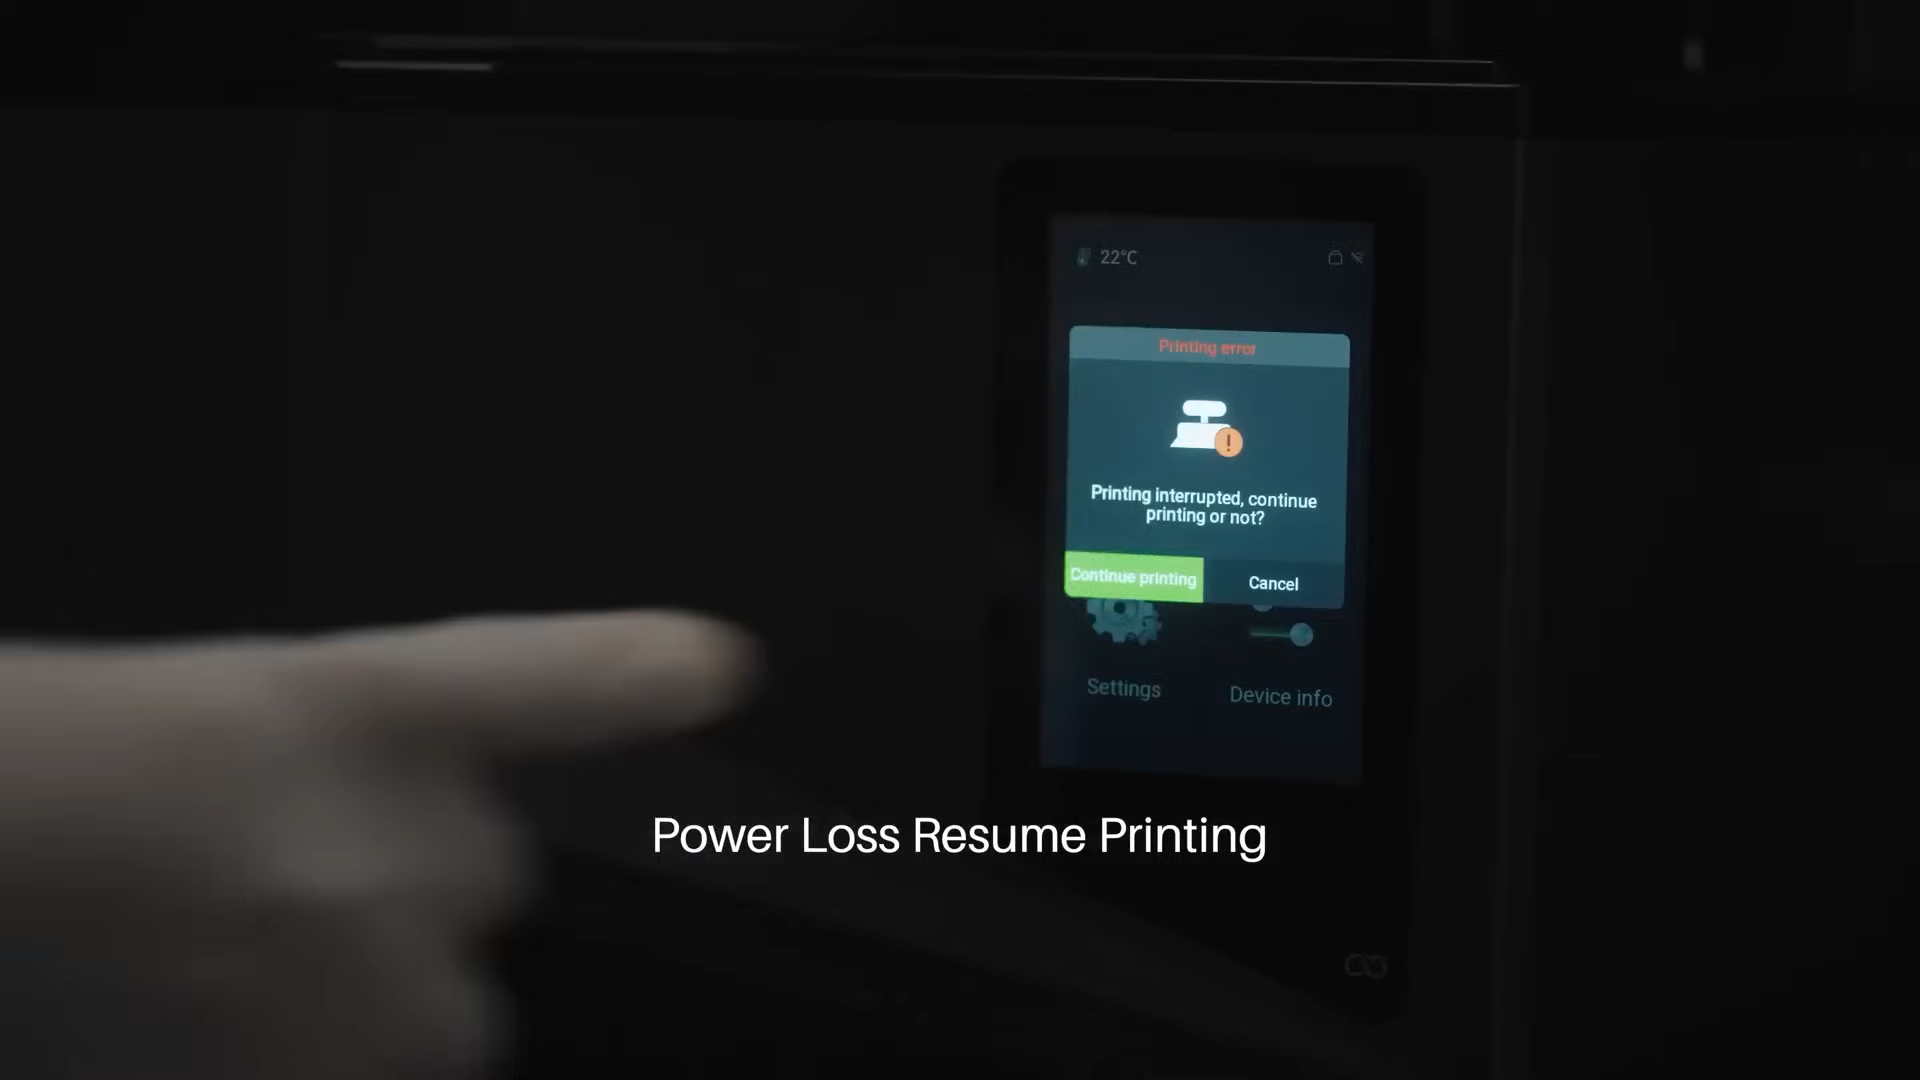 22°C
Printing error
Printing interrupted, continue
printing or not?
Continue printing
Cancel
Settings
Device info
Power Loss Resume Printing